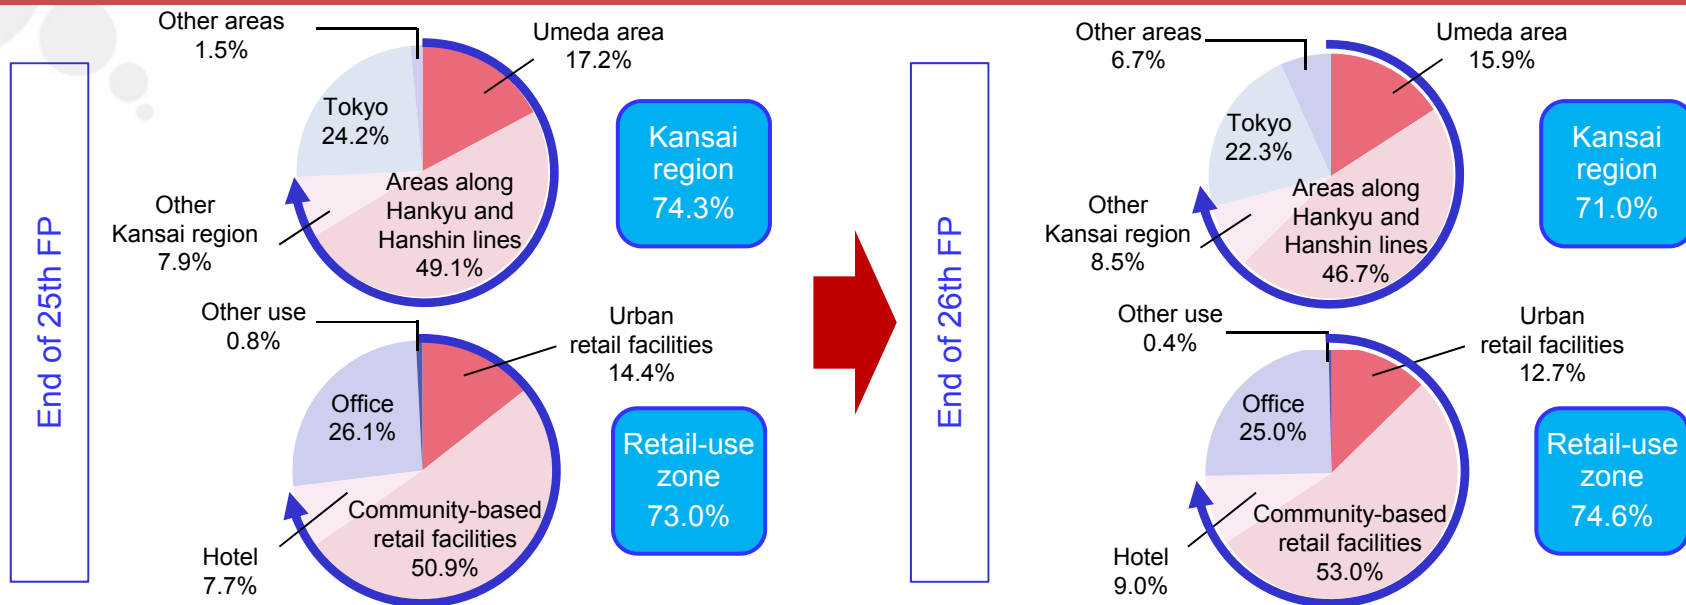 End of 25th FP
Other areas
1.5%
Umeda area
17.2%
Tokyo
24.2%
Areas along
Hankyu and
Hanshin lines
49.1%
Other
Kansai region
7.9%
Kansai
region
74.3%
Other use
0.8%
Urban
retail facilities
14.4%
Office
26.1%
Community-based
retail facilities
50.9%
Hotel
7.7%
Retail-use
zone
73.0%
End of 26th FP
Other areas
6.7%
Umeda area
15.9%
Tokyo
22.3%
Areas along
Hankyu and
Hanshin lines
46.7%
Other
Kansai region
8.5%
Kansai
region
71.0%
Other use
0.4%
Urban
retail facilities
12.7%
Office
25.0%
Community-based
retail facilities
53.0%
Hotel
9.0%
Retail-use
zone
74.6%